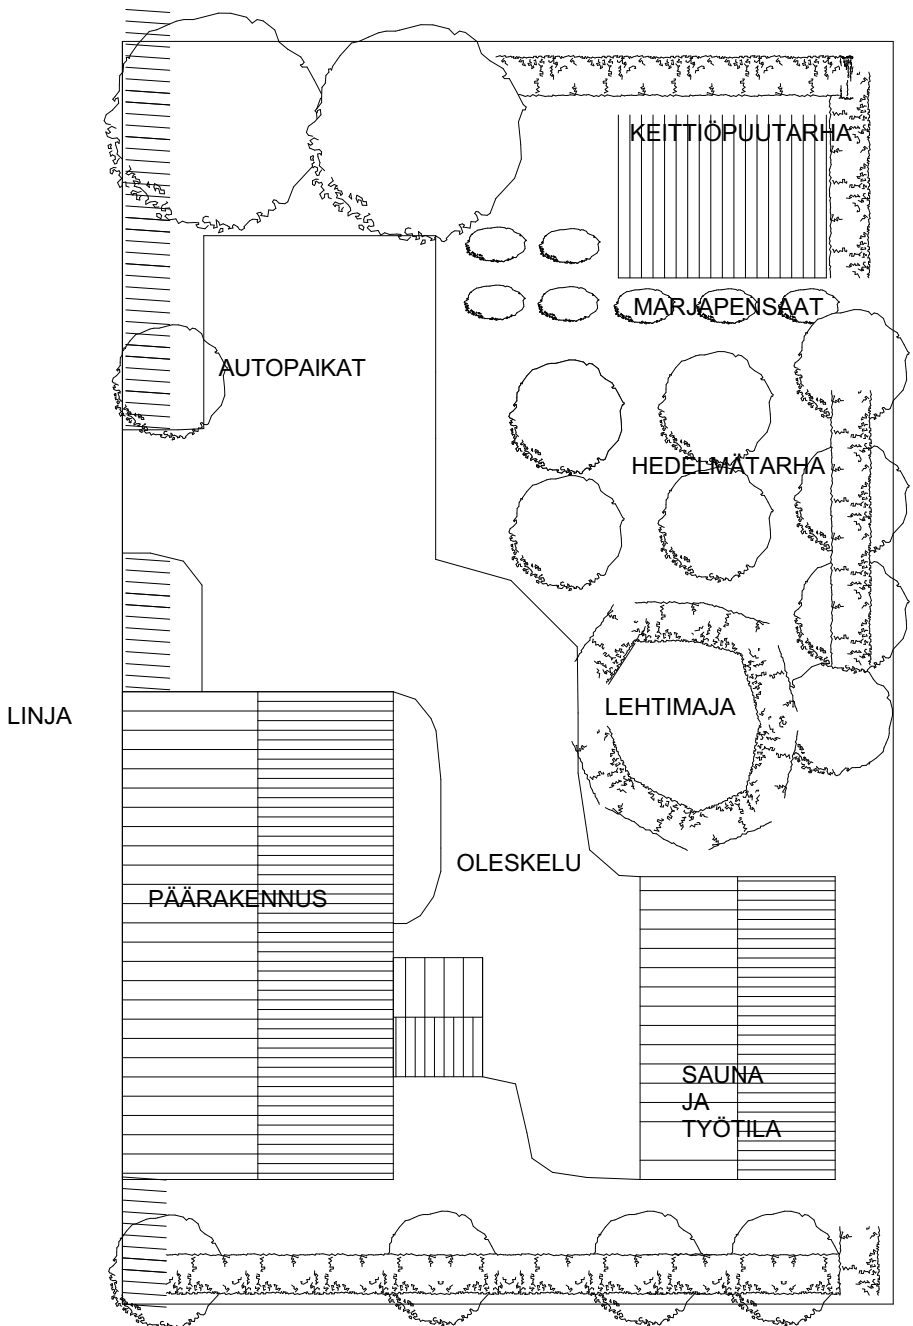 KEITTIÖPUUTARHA
MARJAPENSAAT
AUTOPAIKAT
HEDELMÄTARHA
LINJA
LEHTIMAJA
OLESKELU
PÄÄRAKENNUS
SAUNA
JA
TYÖTILA